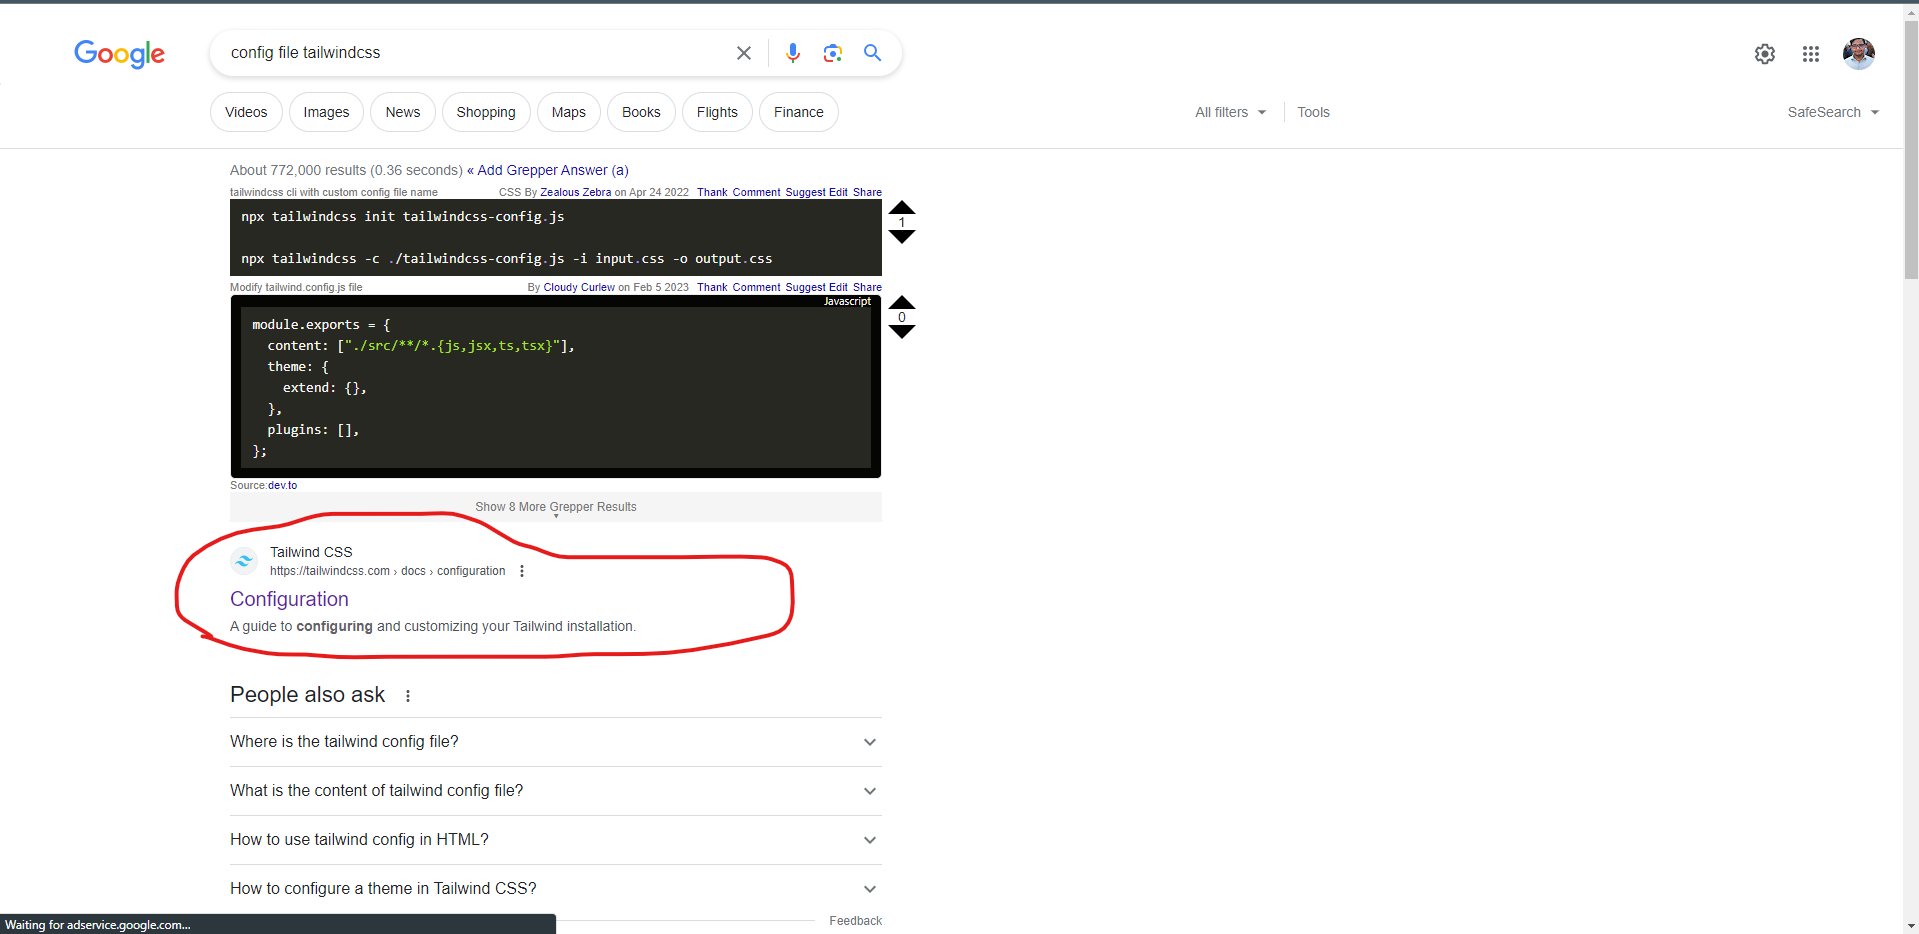 Google
config file tailwindcss
Videos
Images
News
Shopping
Maps
Books
Flights
Finance
All filters
Tools
SafeSearch
About 772,000 results (0.36 seconds) « Add Grepper Answer (a)
tailwindcss cli with custom config file name CSS By Zealous Zebra on Apr 24 2022 Thank Comment Suggest Edit Share
npx tailwindcss init tailwindcss-config.js
1
npx tailwindcss -c ./tailwindcss-config.js -i input.css -o output.css
Modify tailwind.config.js file By Cloudy Curlew on Feb 5 2023 Thank Comment Suggest Edit Share
Javascript
0
module.exports = {
content: ["./src/**/*.{js,jsx,ts,tsx}"],
theme: {
extend: {},
},
plugins: [],
};
Source:dev.to
Show 8 More Grepper Results
Tailwind CSS
https://tailwindcss.com › docs › configuration
Configuration
A guide to configuring and customizing your Tailwind installation.
People also ask
Where is the tailwind config file?
What is the content of tailwind config file?
How to use tailwind config in HTML?
How to configure a theme in Tailwind CSS?
Feedback
Waiting for adservice.google.com...